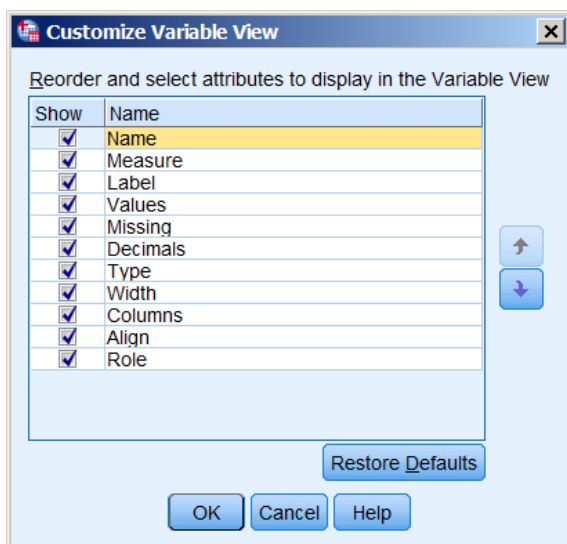 Customize Variable View
Reorder and select attributes to display in the Variable View
Show Name
Name
Measure
Label
Values
Missing
Decimals
Type
Width
Columns
Align
Role
Restore Defaults
OK Cancel Help